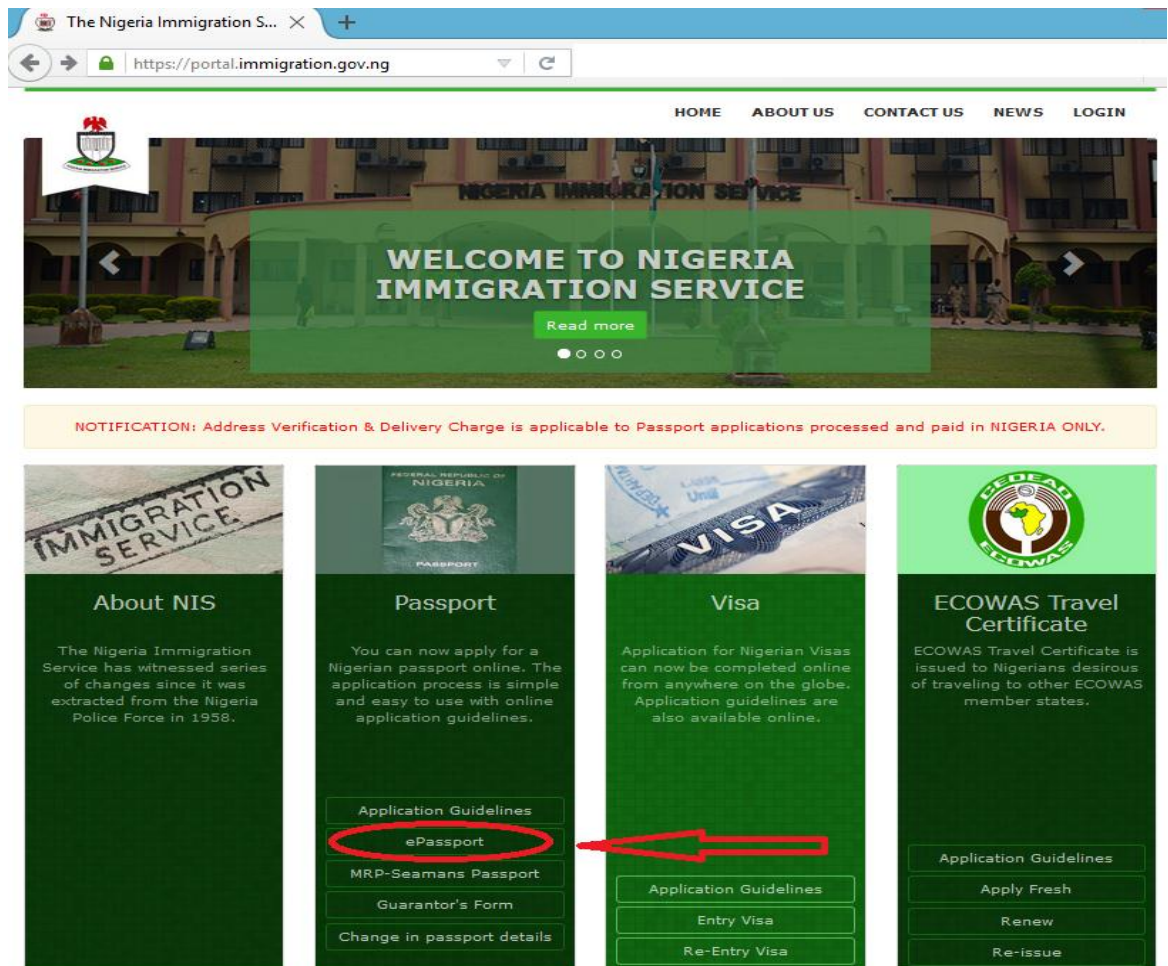 The Nigeria Immigration S...
https://portal.immigration.gov.ng
HOME ABOUT US CONTACT US NEWS LOGIN
NIGERIA IMMIGRATION SERVICE
WELCOME TO NIGERIA
IMMIGRATION SERVICE
Read more
NOTIFICATION: Address Verification & Delivery Charge is applicable to Passport applications processed and paid in NIGERIA ONLY.
IMMIGRATION
SERVICE
About NIS
The Nigeria Immigration
Service has witnessed series
of changes since it was
extracted from the Nigeria
Police Force in 1958.
FEDERAL REPUBLIC OF
NIGERIA
PASSPORT
Passport
You can now apply for a
Nigerian passport online. The
application process is simple
and easy to use with online
application guidelines.
Application Guidelines
ePassport
MRP-Seamans Passport
Guarantor's Form
Change in passport details
VISA
Visa
Application for Nigerian Visas
can now be completed online
from anywhere on the globe.
Application guidelines are
also available online.
Application Guidelines
Entry Visa
Re-Entry Visa
CEDEAO
ECOWAS
ECOWAS Travel
Certificate
ECOWAS Travel Certificate is
issued to Nigerians desirous
of traveling to other ECOWAS
member states.
Application Guidelines
Apply Fresh
Renew
Re-issue